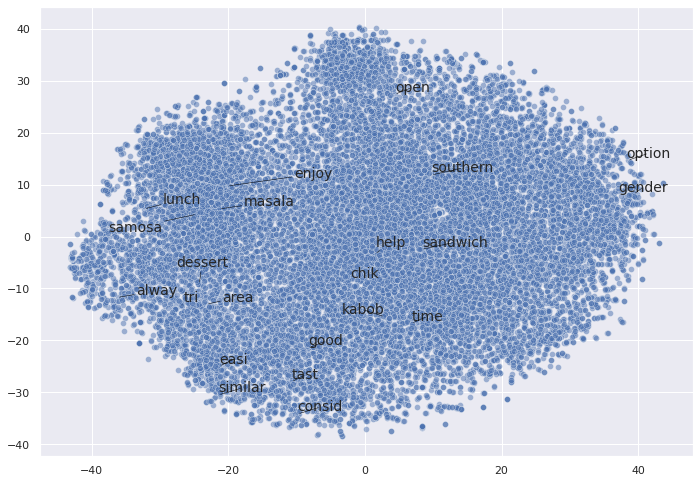 40
30
20
10
0
−10
−20
−30
−40
−40
−20
0
20
40
open
option
southern
enjoy
gender
lunch
masala
samosa
help
sandwich
dessert
chik
alway
tri
area
kabob
time
good
easi
tast
similar
consid